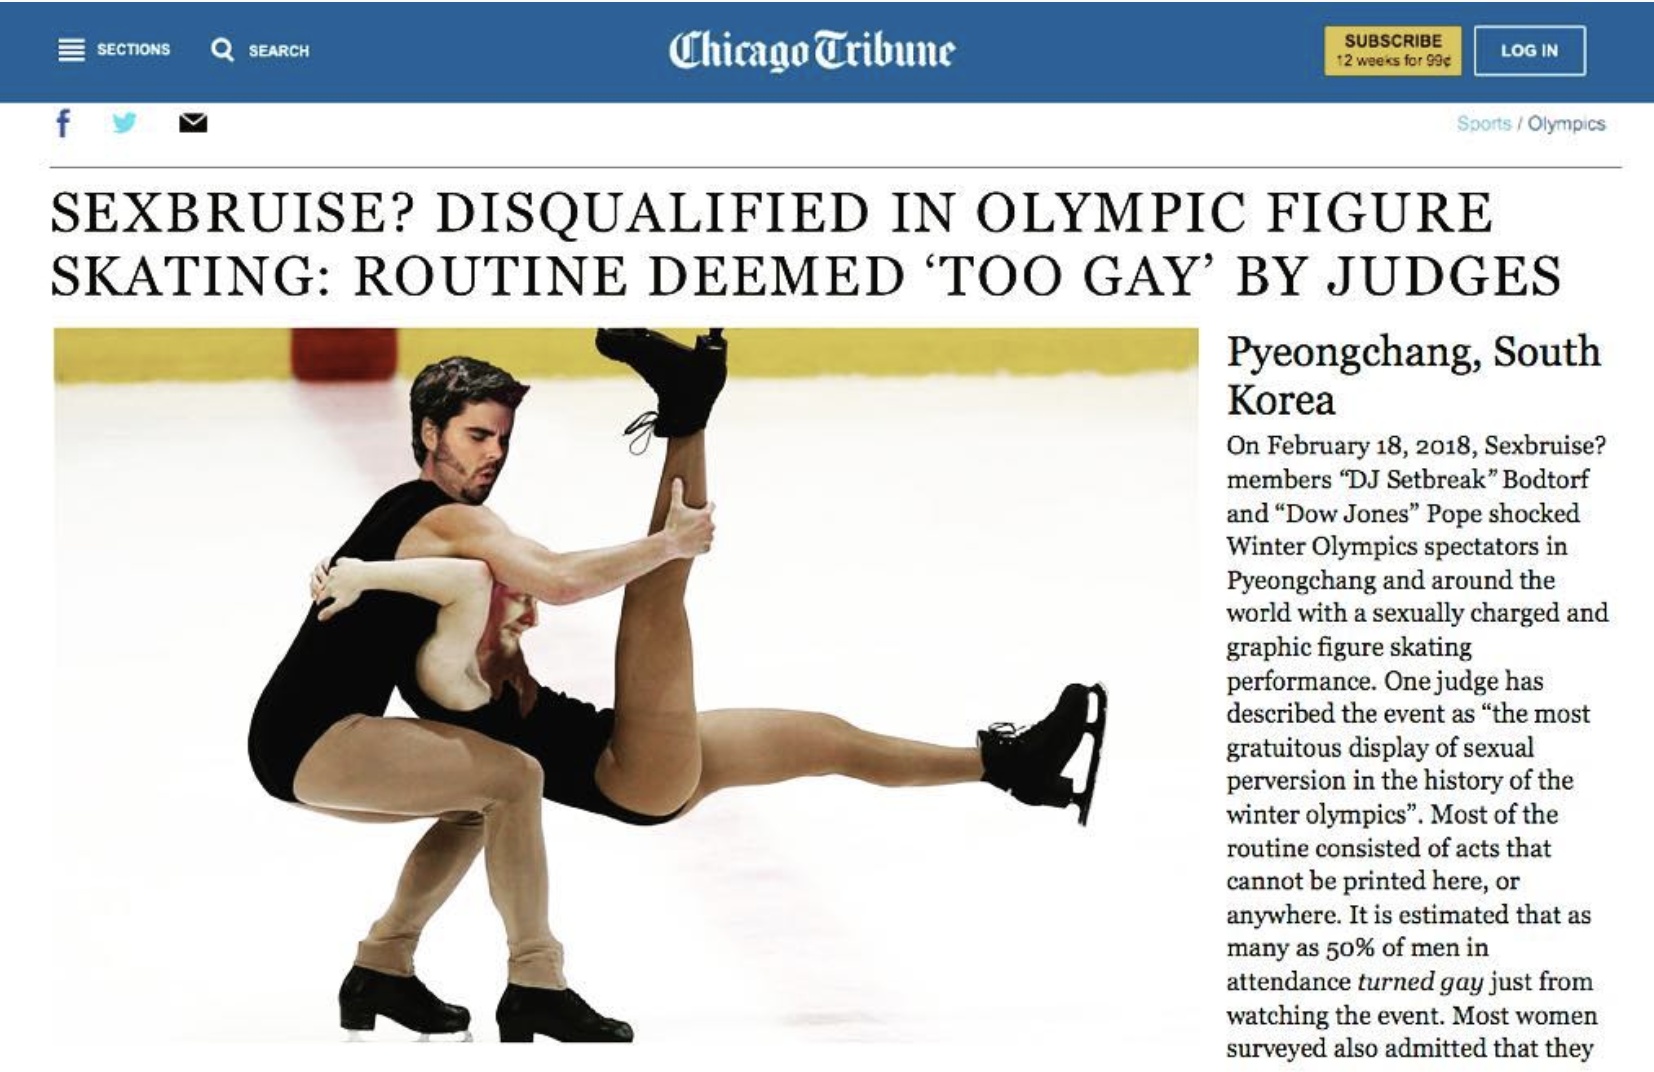 SECTIONS
SEARCH
Chicago Tribune
SUBSCRIBE
12 weeks for 99¢
LOG IN
f
Sports / Olympics
SEXBRUISE? DISQUALIFIED IN OLYMPIC FIGURE
SKATING: ROUTINE DEEMED ‘TOO GAY’ BY JUDGES
Pyeongchang, South
Korea
On February 18, 2018, Sexbruise?
members “DJ Setbreak” Bodtorf
and “Dow Jones” Pope shocked
Winter Olympics spectators in
Pyeongchang and around the
world with a sexually charged and
graphic figure skating
performance. One judge has
described the event as “the most
gratuitous display of sexual
perversion in the history of the
winter olympics”. Most of the
routine consisted of acts that
cannot be printed here, or
anywhere. It is estimated that as
many as 50% of men in
attendance turned gay just from
watching the event. Most women
surveyed also admitted that they